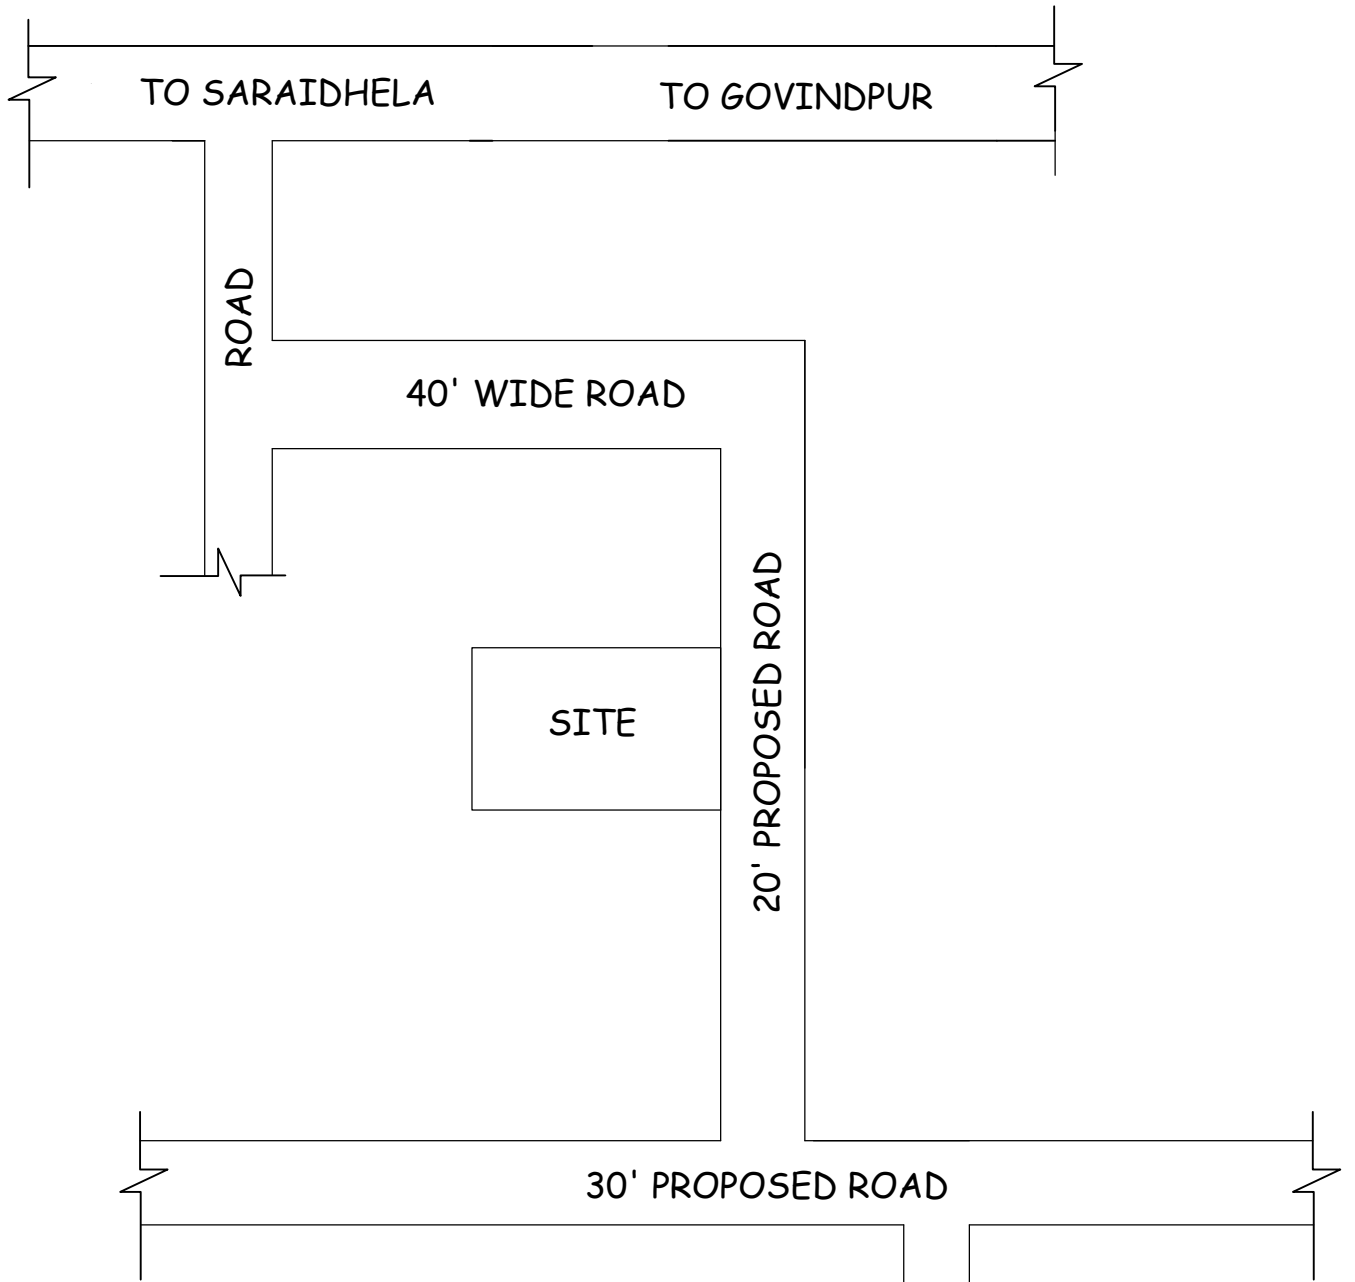 TO SARAIDHELA
TO GOVINDPUR
ROAD
40' WIDE ROAD
20' PROPOSED ROAD
SITE
30' PROPOSED ROAD